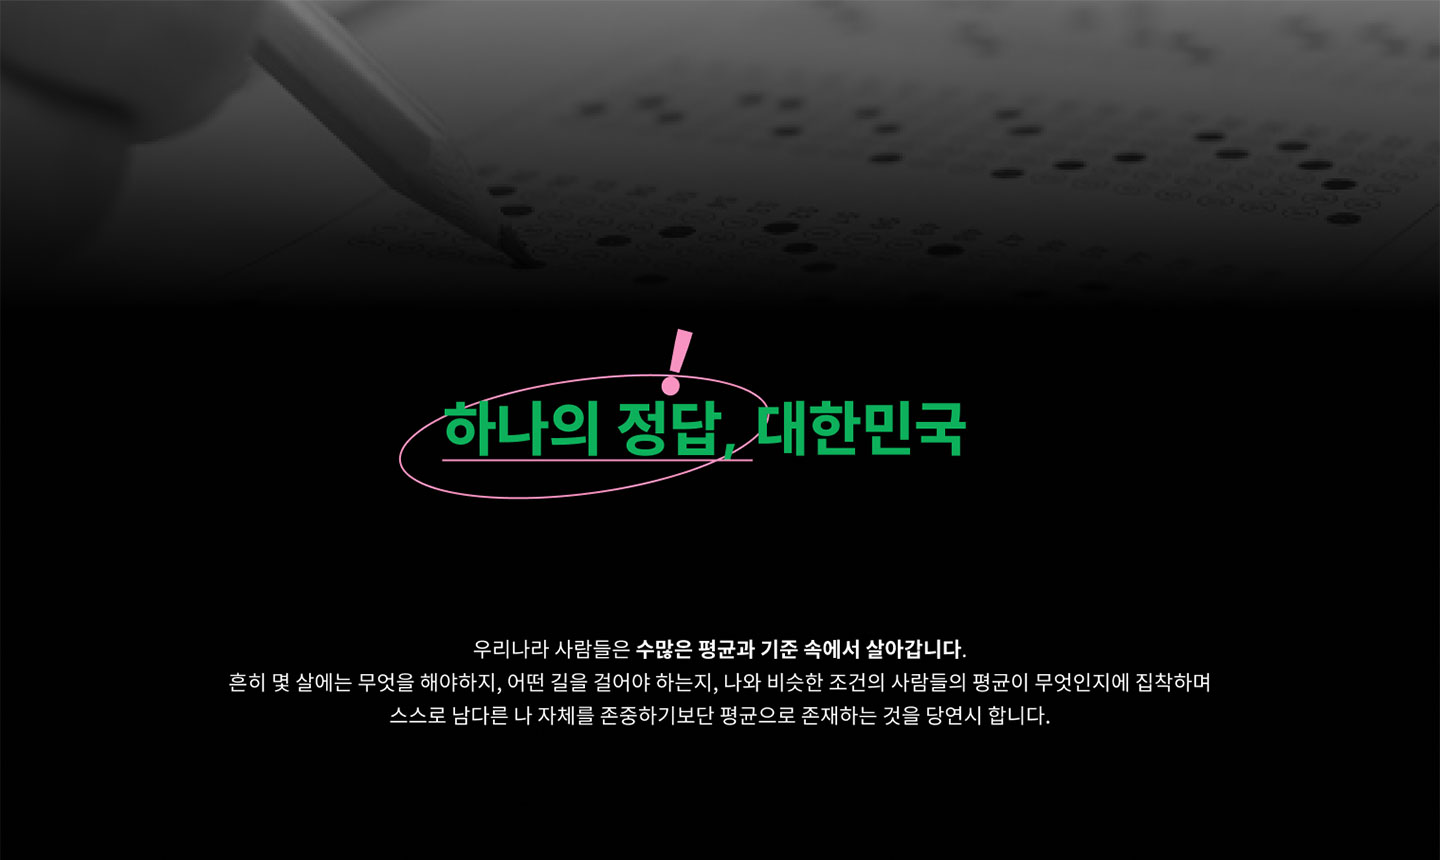 !
하나의 정답, 대한민국
우리나라 사람들은 수많은 평균과 기준 속에서 살아갑니다.
흔히 몇 살에는 무엇을 해야하지, 어떤 길을 걸어야 하는지, 나와 비슷한 조건의 사람들의 평균이 무엇인지에 집착하며
스스로 남다른 나 자체를 존중하기보단 평균으로 존재하는 것을 당연시 합니다.